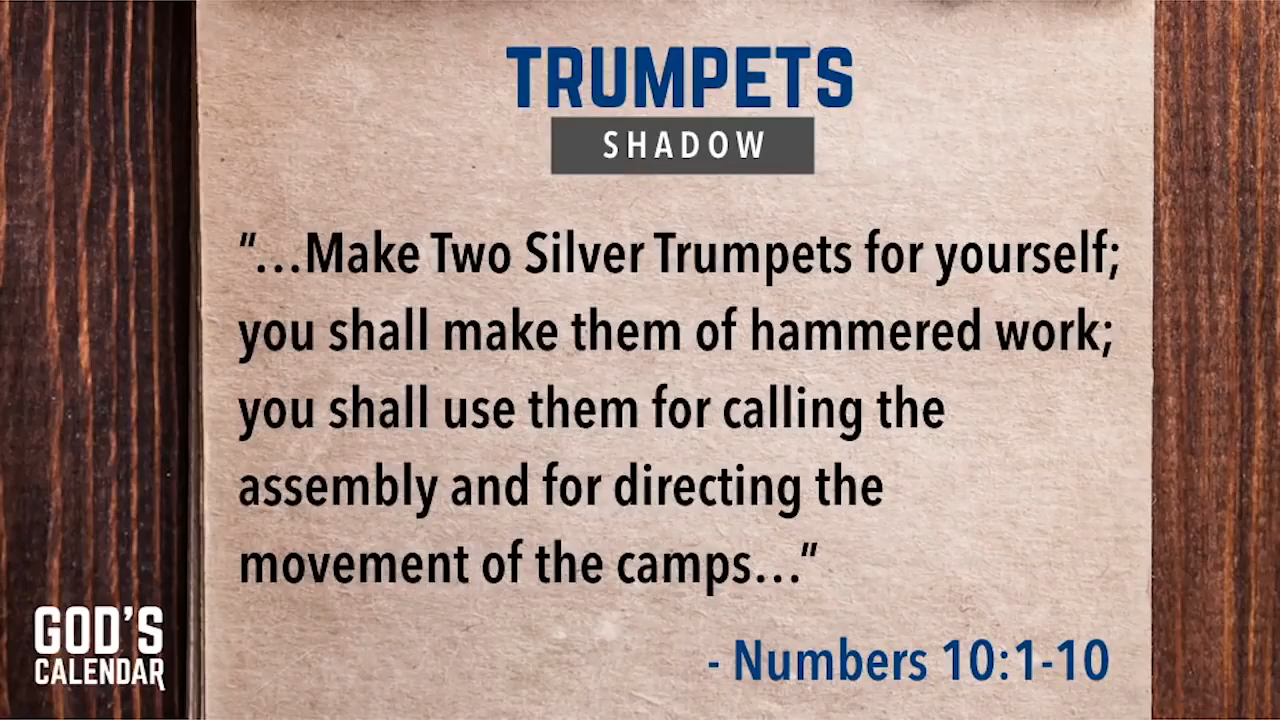 TRUMPETS
SHADOW
"...Make Two Silver Trumpets for yourself;
you shall make them of hammered work;
you shall use them for calling the
assembly and for directing the
movement of the camps..."
- Numbers 10:1-10
GOD'S
CALENDAR